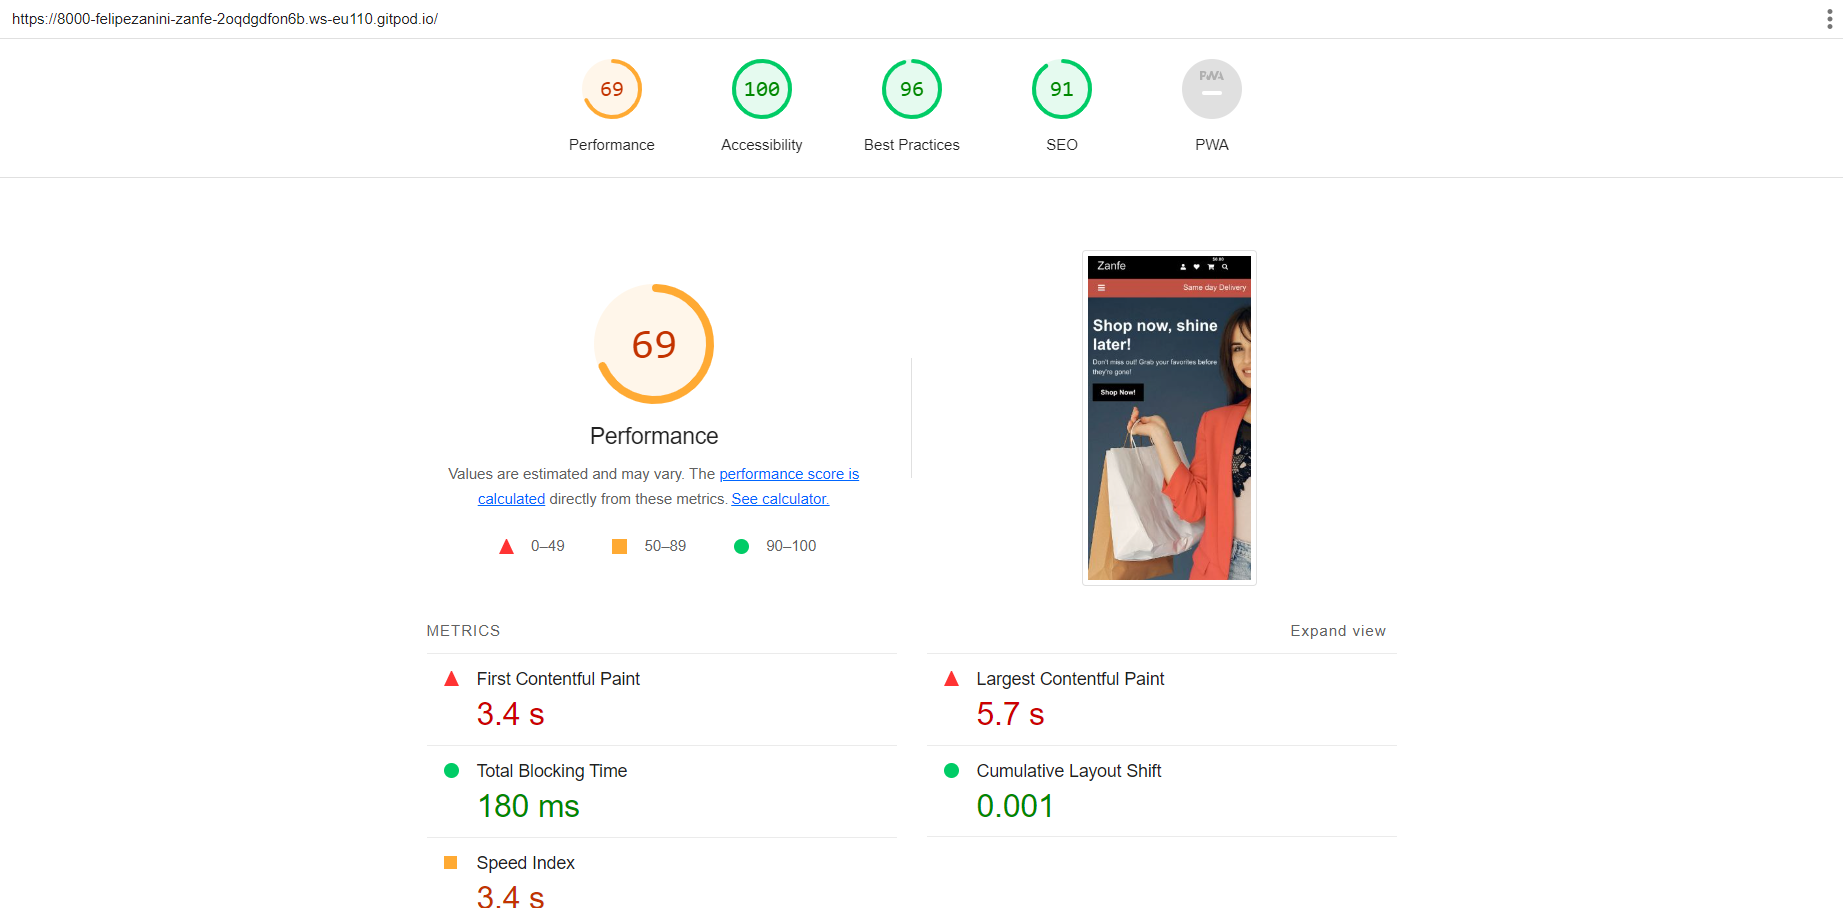 https://8000-felipezanini-zanfe-2oqdgdfon6b.ws-eu110.gitpod.io/
69
100
96
91
PWA
Performance
Accessibility
Best Practices
SEO
PWA
69
Performance
Values are estimated and may vary. The performance score is
calculated directly from these metrics. See calculator.
0–49
50–89
90–100
Zanfe
$0.00
Same day Delivery
Shop now, shine
later!
Don't miss out! Grab your favorites before
they're gone!
Shop Now!
METRICS
Expand view
First Contentful Paint
3.4 s
Largest Contentful Paint
5.7 s
Total Blocking Time
180 ms
Cumulative Layout Shift
0.001
Speed Index
3.4 s